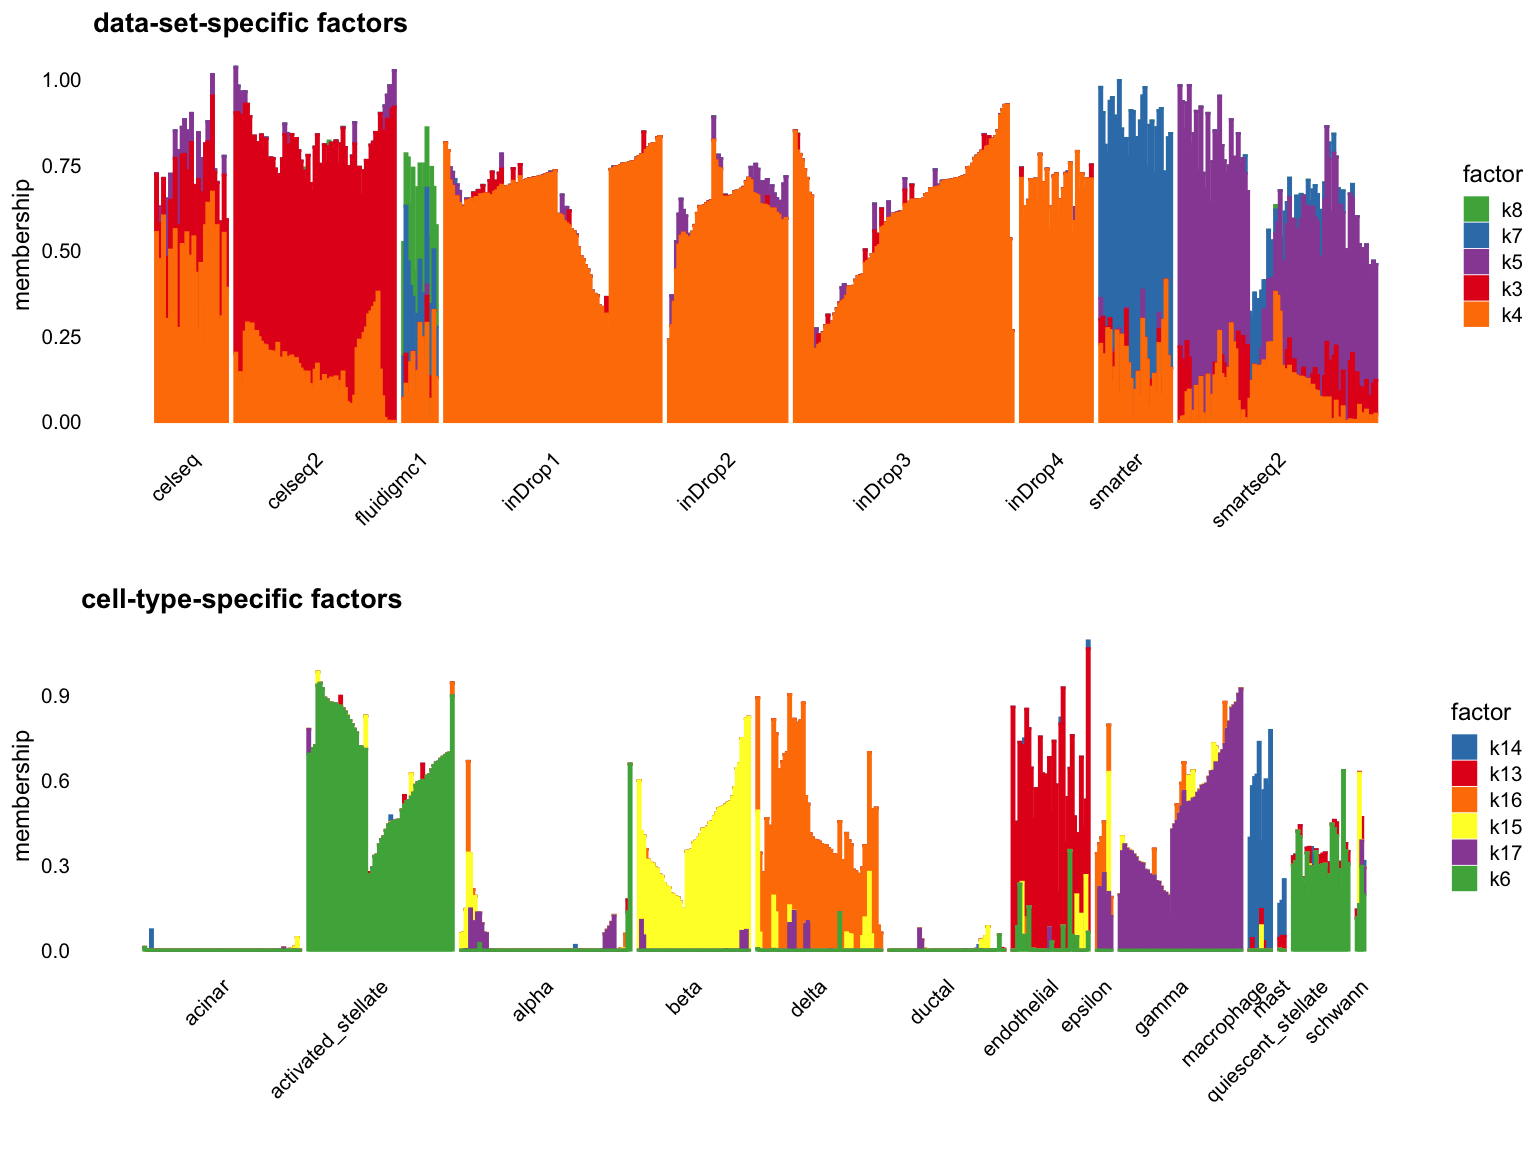 data-set-specific factors
1.00
0.75
0.50
0.25
0.00
membership
celseq
celseq2
fluidigmc1
inDrop1
inDrop2
inDrop3
inDrop4
smarter
smartseq2
factor
k8
k7
k5
k3
k4
cell-type-specific factors
0.9
0.6
0.3
0.0
membership
acinar
activated_stellate
alpha
beta
delta
ductal
endothelial
epsilon
gamma
macrophage
mast
quiescent_stellate
schwann
factor
k14
k13
k16
k15
k17
k6